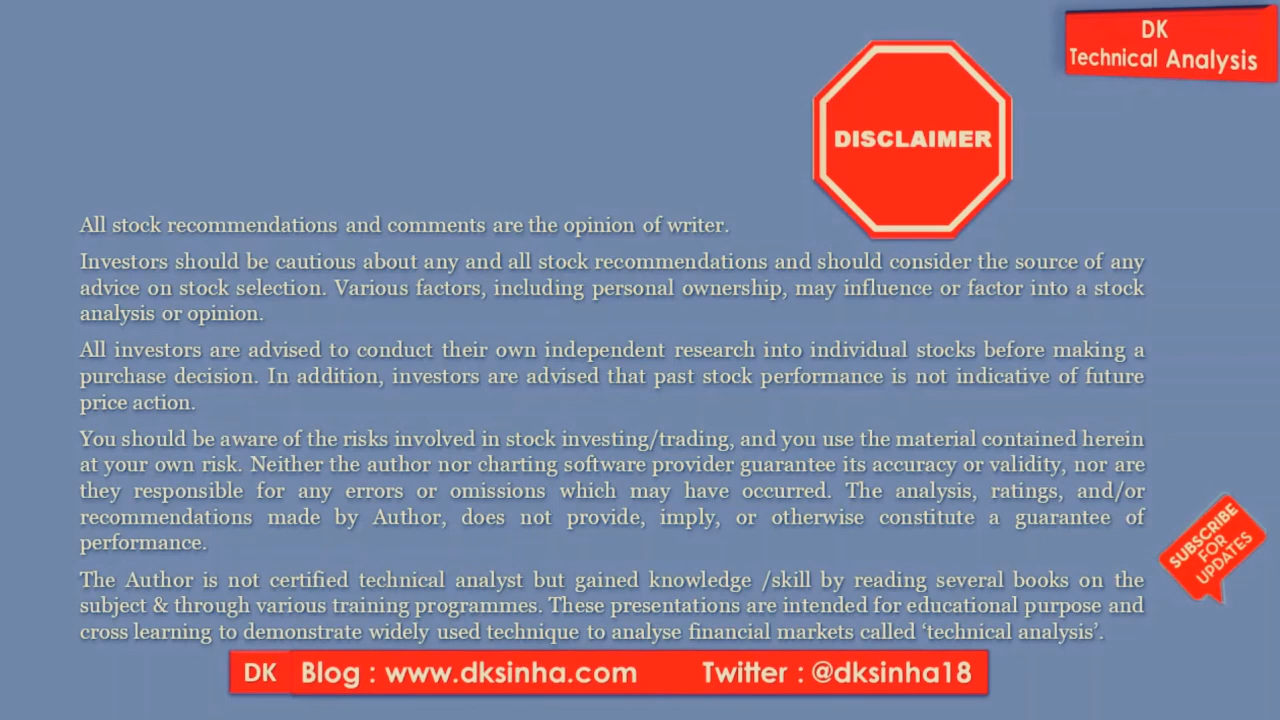 DK
Technical Analysis
DISCLAIMER
All stock recommendations and comments are the opinion of writer.
Investors should be cautious about any and all stock recommendations and should consider the source of any
advice on stock selection. Various factors, including personal ownership, may influence or factor into a stock
analysis or opinion.
All investors are advised to conduct their own independent research into individual stocks before making a
purchase decision. In addition, investors are advised that past stock performance is not indicative of future
price action.
You should be aware of the risks involved in stock investing/trading, and you use the material contained herein
at your own risk. Neither the author nor charting software provider guarantee its accuracy or validity, nor are
they responsible for any errors or omissions which may have occurred. The analysis, ratings, and/or
recommendations made by Author, does not provide, imply, or otherwise constitute a guarantee of
performance.
The Author is not certified technical analyst but gained knowledge /skill by reading several books on the
subject & through various training programmes. These presentations are intended for educational purpose and
cross learning to demonstrate widely used technique to analyse financial markets called ‘technical analysis’.
SUBSCRIBE
FOR
UPDATES
DK Blog : www.dksinha.com Twitter : @dksinha18